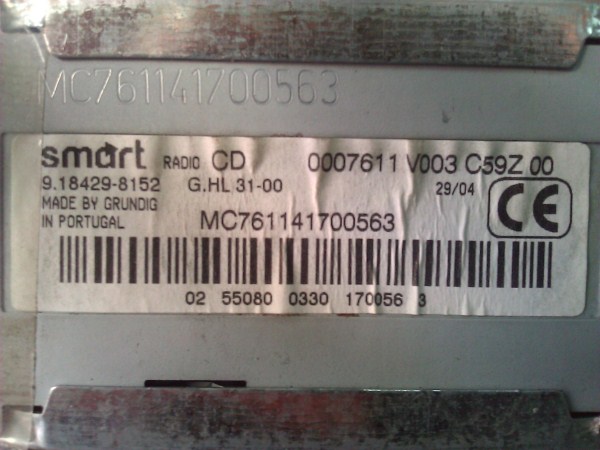 MC761141700563
smart RADIO CD 0007611 V003 C59Z 00
9.18429-8152 G.HL 31-00 29/04
MADE BY GRUNDIG
IN PORTUGAL
CE
MC761141700563
02 55080 0330 170056 3